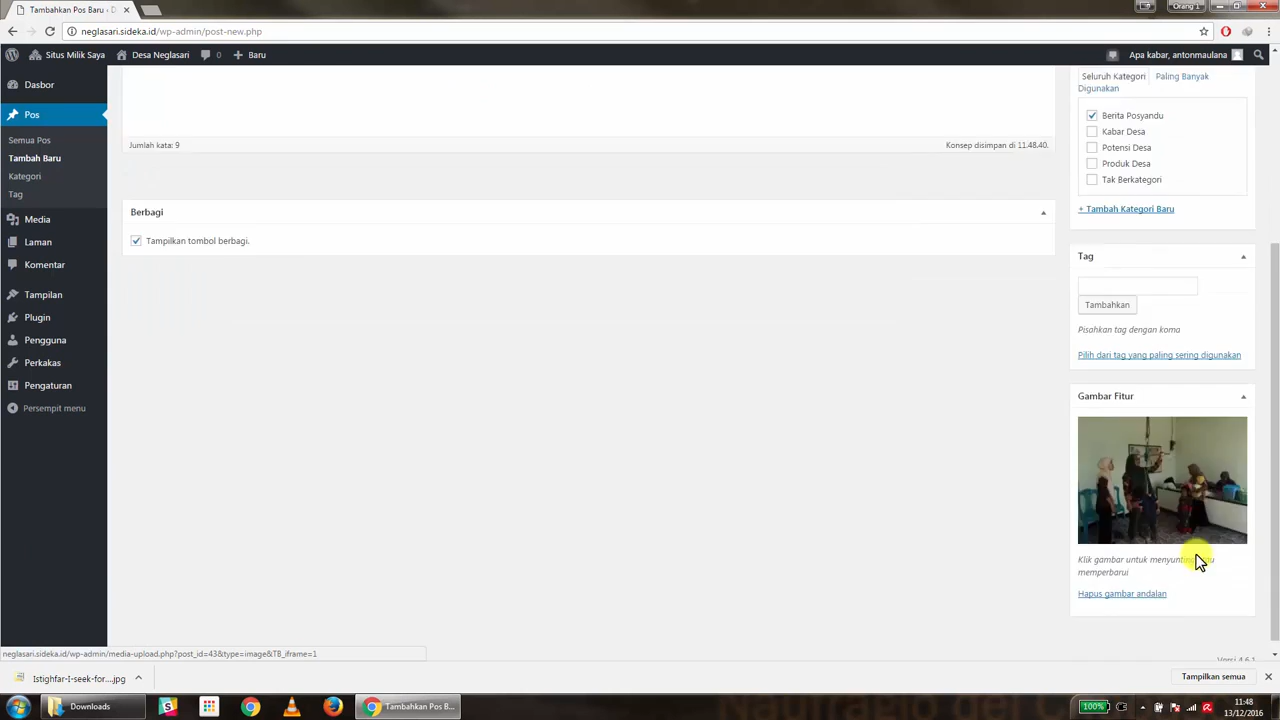 Tambahkan Pos Baru ‹ D
Orang 1
neglasari.sideka.id/wp-admin/post-new.php
Situs Milik Saya
Desa Neglasari
0
Baru
Apa kabar, antonmaulana
Dasbor
Pos
Semua Pos
Tambah Baru
Kategori
Tag
Media
Laman
Komentar
Tampilan
Plugin
Pengguna
Perkakas
Pengaturan
Persempit menu
Jumlah kata: 9
Konsep disimpan di 11.48.40.
Berbagi
Tampilkan tombol berbagi.
Seluruh Kategori
Paling Banyak
Digunakan
Berita Posyandu
Kabar Desa
Potensi Desa
Produk Desa
Tak Berkategori
+ Tambah Kategori Baru
Tag
Tambahkan
Pisahkan tag dengan koma
Pilih dari tag yang paling sering digunakan
Gambar Fitur
Klik gambar untuk menyunting
memperbarui
Hapus gambar andalan
Versi 4.6.1
neglasari.sideka.id/wp-admin/media-upload.php?post_id=43&type=image&TB_iframe=1
Istighfar-I-seek-for....jpg
Tampilkan semua
Downloads
Tambahkan Pos B...
100%
11:48
13/12/2016